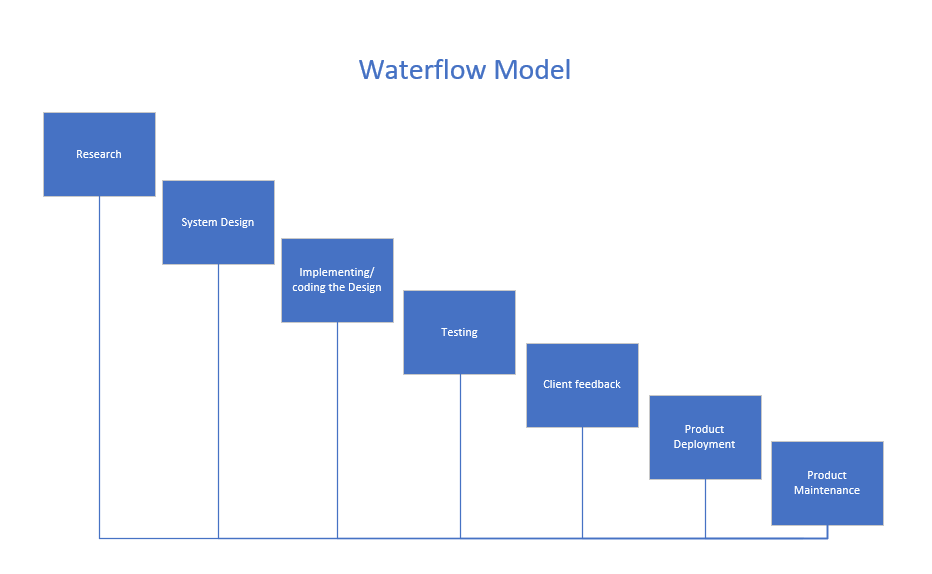 Waterflow Model
Research
System Design
Implementing/
coding the Design
Testing
Client feedback
Product
Deployment
Product
Maintenance